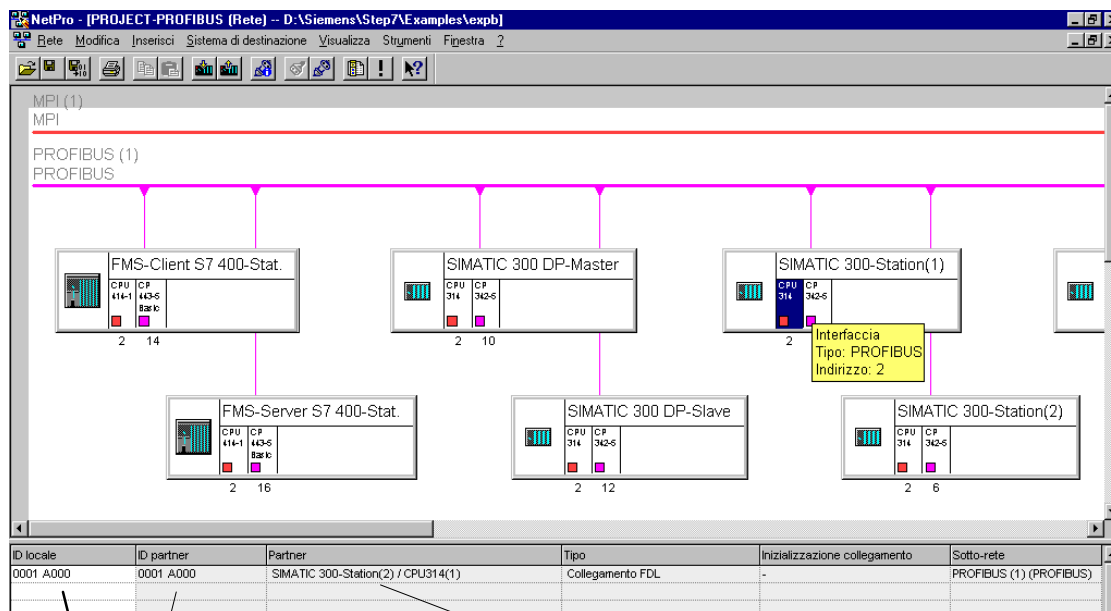 NetPro - [PROJECT-PROFIBUS (Rete) -- D:\Siemens\Step7\Examples\expb]
Rete Modifica Inserisci Sistema di destinazione Visualizza Strumenti Finestra ?
MPI (1)
MPI
PROFIBUS (1)
PROFIBUS
FMS-Client S7 400-Stat.
CPU 414-1
CP 443-5 Basic
2 14
SIMATIC 300 DP-Master
CPU 314
CP 342-5
2 10
SIMATIC 300-Station(1)
CPU 314
CP 342-5
2
Interfaccia
Tipo: PROFIBUS
Indirizzo: 2
FMS-Server S7 400-Stat.
CPU 414-1
CP 443-5 Basic
2 16
SIMATIC 300 DP-Slave
CPU 314
CP 342-5
2 12
SIMATIC 300-Station(2)
CPU 314
CP 342-5
2 6
ID locale ID partner Partner Tipo Inizializzazione collegamento Sotto-rete
0001 A000 0001 A000 SIMATIC 300-Station(2) / CPU314(1) Collegamento FDL - PROFIBUS (1) (PROFIBUS)